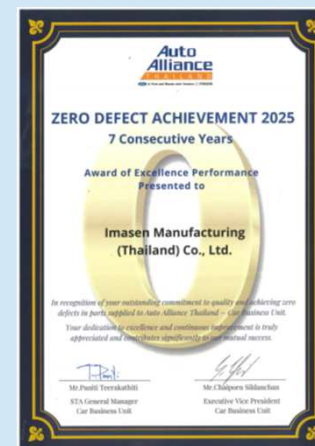 Auto
Alliance
THAILAND
ZERO DEFECT ACHIEVEMENT 2025
7 Consecutive Years
Award of Excellence Performance
Presented to
Imasen Manufacturing
(Thailand) Co., Ltd.
In recognition of your outstanding commitment to quality and achieving zero
defects in parts supplied to Auto Alliance Thailand – Car Business Unit.
Your dedication to excellence and continuous improvement is truly
appreciated and contributes significantly to our mutual success.
Mr.Paniti Teerakathiti
STA General Manager
Car Business Unit
Mr.Chaiporn Sildanchan
Executive Vice President
Car Business Unit